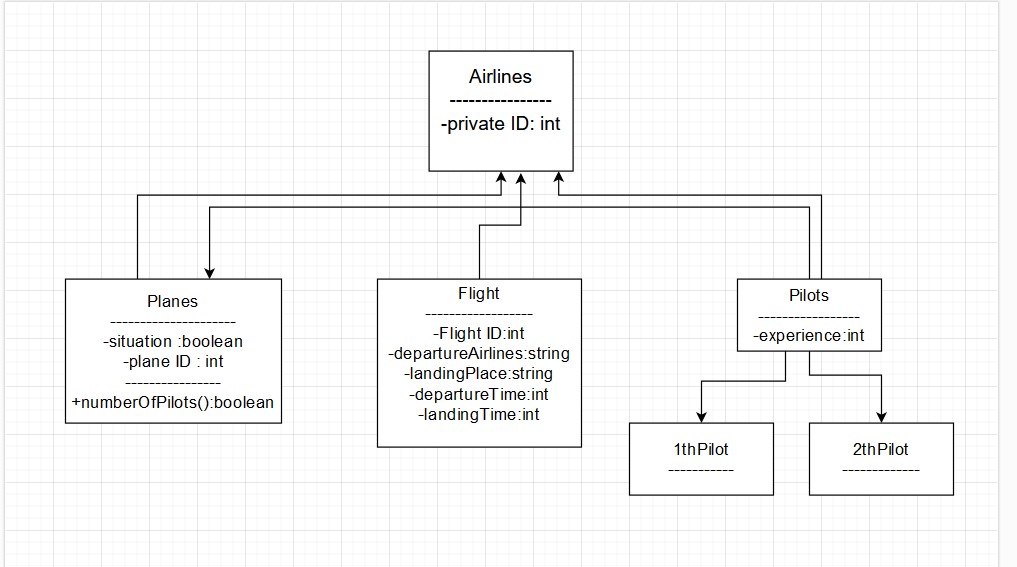 Airlines
----------------
-private ID: int
Planes
---------------------
-situation :boolean
-plane ID : int
----------------
+numberOfPilots():boolean
Flight
------------------
-Flight ID:int
-departureAirlines:string
-landingPlace:string
-departureTime:int
-landingTime:int
Pilots
-----------------
-experience:int
1thPilot
-----------
2thPilot
-------------